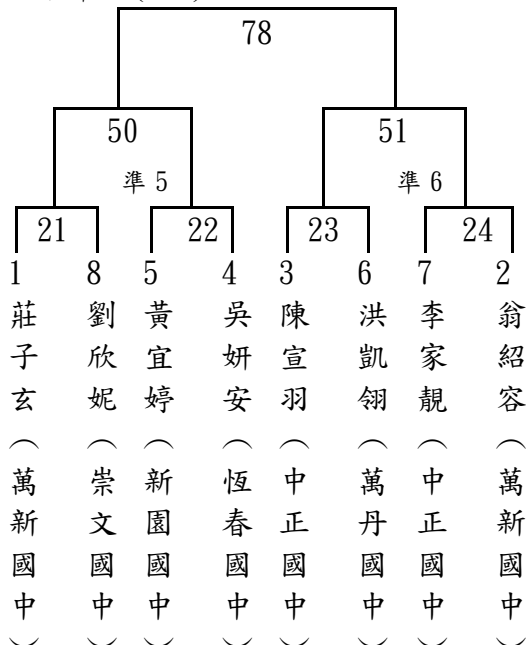 78
50 51
準 5 準 6
21 22 23 24
1 8 5 4 3 6 7 2
莊子玄（萬新國中）
劉欣妮（崇文國中）
黃宜婷（新園國中）
吳妍安（恆春國中）
陳宣羽（中正國中）
洪凱翎（萬丹國中）
李家靚（中正國中）
翁紹容（萬新國中）